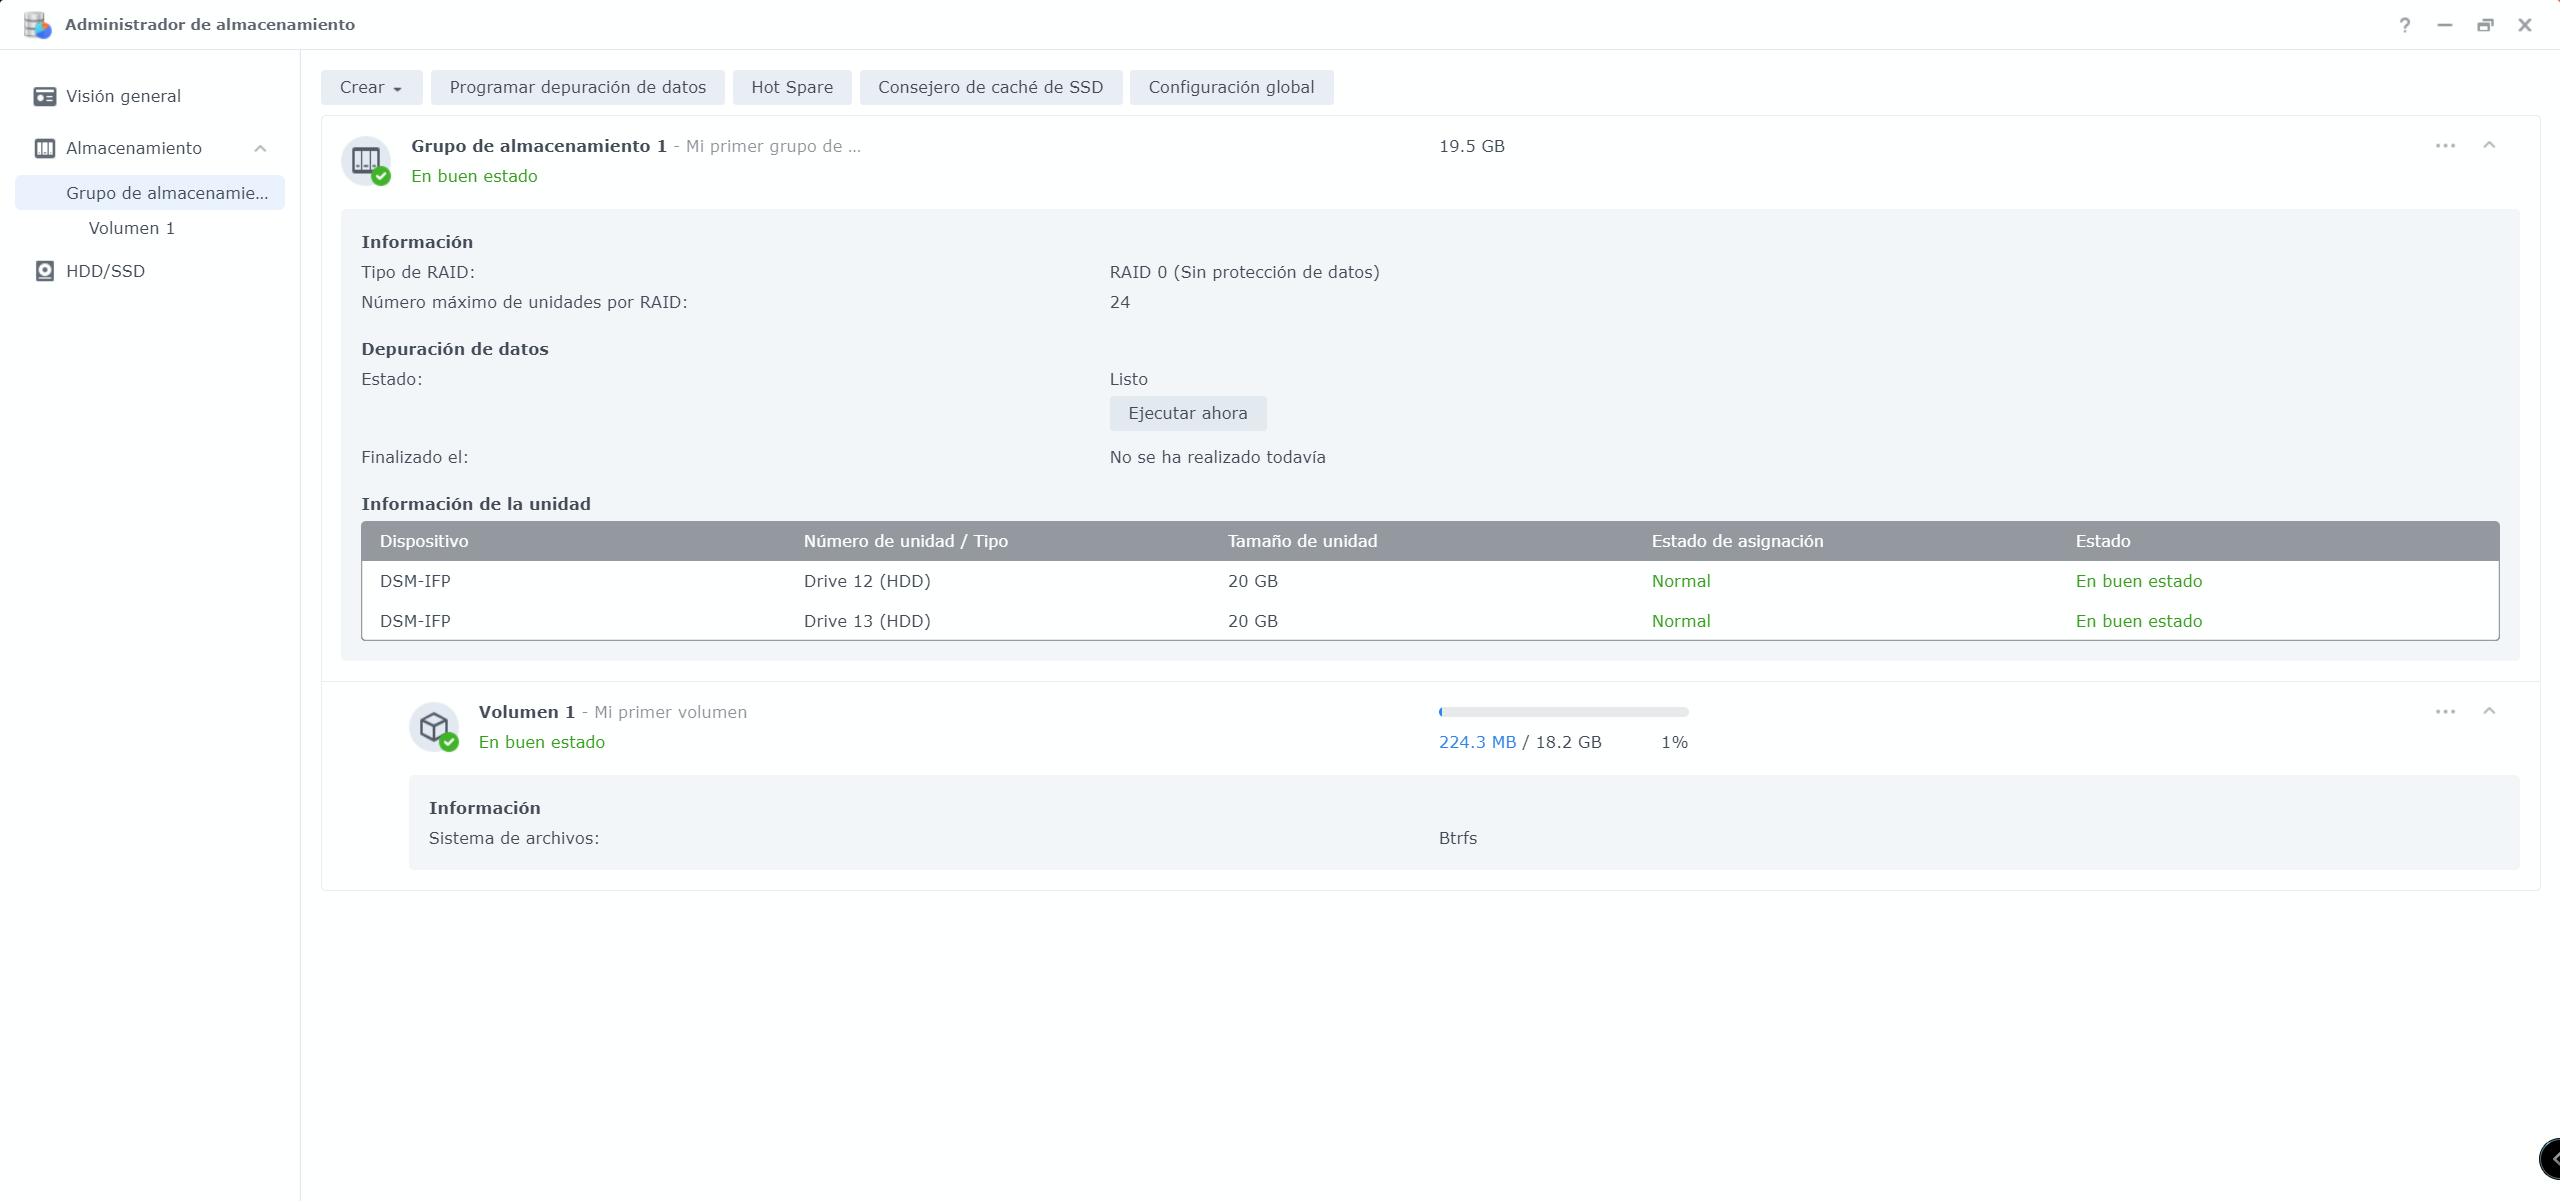 Administrador de almacenamiento
Visión general
Almacenamiento
Grupo de almacenamie...
Volumen 1
HDD/SSD
Crear
Programar depuración de datos
Hot Spare
Consejero de caché de SSD
Configuración global
Grupo de almacenamiento 1 - Mi primer grupo de ...
19.5 GB
En buen estado
Información
Tipo de RAID: RAID 0 (Sin protección de datos)
Número máximo de unidades por RAID: 24
Depuración de datos
Estado: Listo
Ejecutar ahora
Finalizado el: No se ha realizado todavía
Información de la unidad
Dispositivo Número de unidad / Tipo Tamaño de unidad Estado de asignación Estado
DSM-IFP Drive 12 (HDD) 20 GB Normal En buen estado
DSM-IFP Drive 13 (HDD) 20 GB Normal En buen estado
Volumen 1 - Mi primer volumen
En buen estado 224.3 MB / 18.2 GB 1%
Información
Sistema de archivos: Btrfs